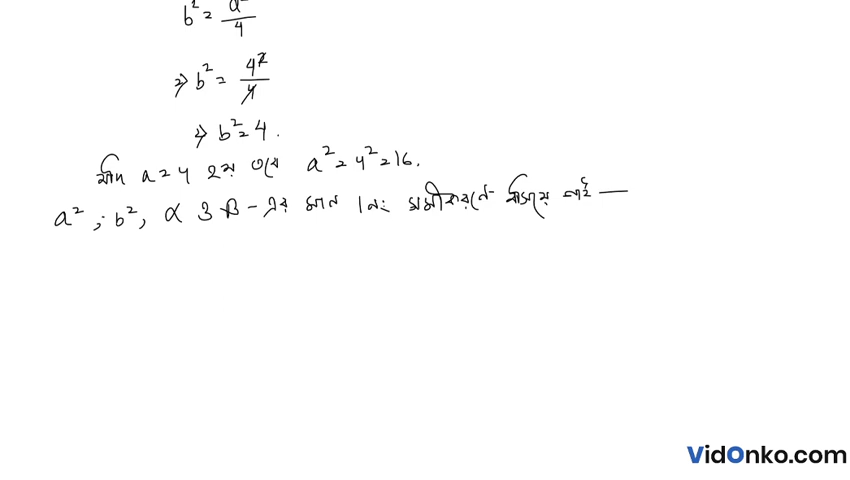 b² = a²/4
⇒ b² = 4²/4
⇒ b² = 4.
যদি a = 4 হয় তবে a² = 4² = 16.
a², b², α ও β - এর মান 1নং সমীকরণে বসিয়ে পাই —
VidOnko.com